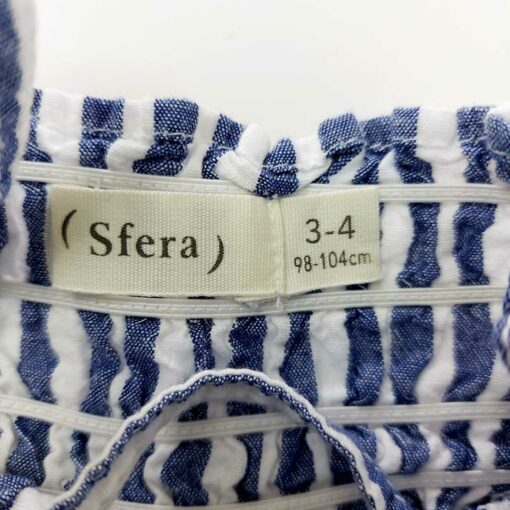 ( Sfera )
3-4
98-104cm